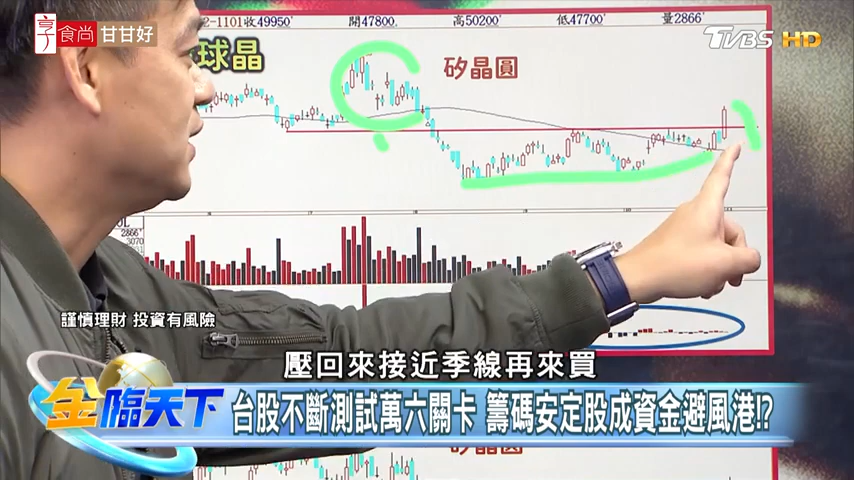 亨
食尚 甘甘好
-1101收49950 開47800. 高50200' 低47700 量2866'
TVBS HD
球晶
矽晶圓
2866'
3070
謹慎理財 投資有風險
壓回來接近季線再來買
金臨天下
台股不斷測試萬六關卡 籌碼安定股成資金避風港!?
矽晶圓